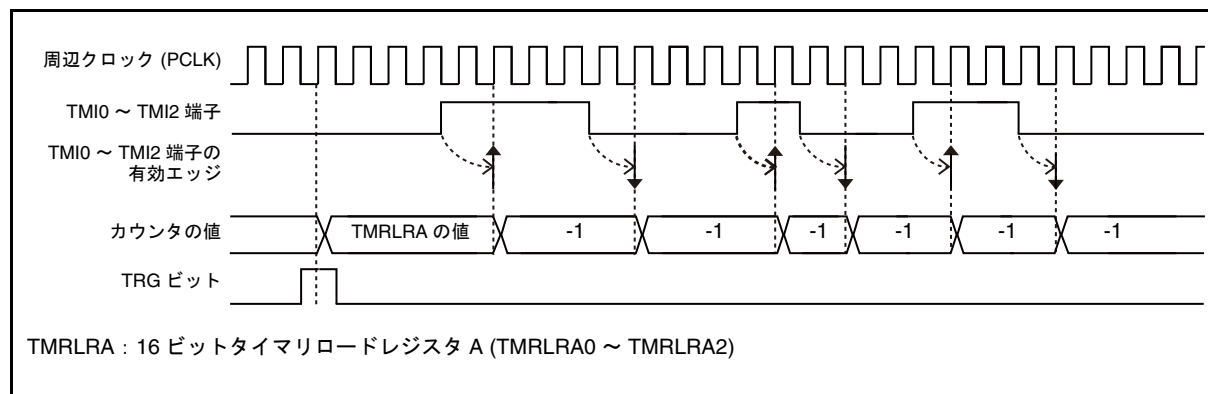 周辺クロック (PCLK)
TMI0 ～ TMI2 端子
TMI0 ～ TMI2 端子の
有効エッジ
カウンタの値
TMRLRA の値
-1
-1
-1
-1
-1
-1
TRG ビット
TMRLRA : 16 ビットタイマリロードレジスタ A (TMRLRA0 ～ TMRLRA2)